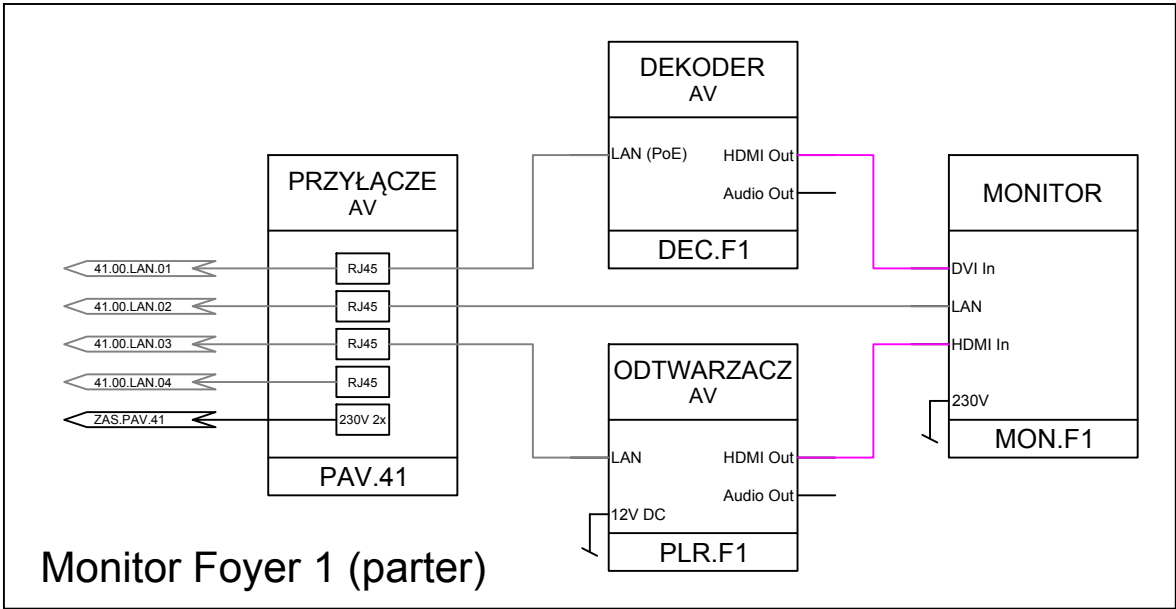 DEKODER
AV
LAN (PoE)
HDMI Out
Audio Out
DEC.F1
PRZYŁĄCZE
AV
41.00.LAN.01
RJ45
41.00.LAN.02
RJ45
41.00.LAN.03
RJ45
41.00.LAN.04
RJ45
ZAS.PAV.41
230V 2x
PAV.41
MONITOR
DVI In
LAN
HDMI In
230V
MON.F1
ODTWARZACZ
AV
LAN
HDMI Out
Audio Out
12V DC
PLR.F1
Monitor Foyer 1 (parter)